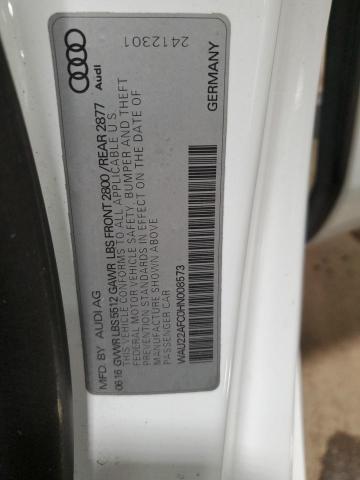 MFD. BY AUDI AG
06 16 GVWR LBS 5512 GAWR LBS FRONT 2800/REAR 2877
THIS VEHICLE CONFORMS TO ALL APPLICABLE U.S.
FEDERAL MOTOR VEHICLE SAFETY, BUMPER AND THEFT
PREVENTION STANDARDS IN EFFECT ON THE DATE OF
MANUFACTURE SHOWN ABOVE
PASSENGER CAR
WAU22AFC0HN008573
Audi
2412301
GERMANY